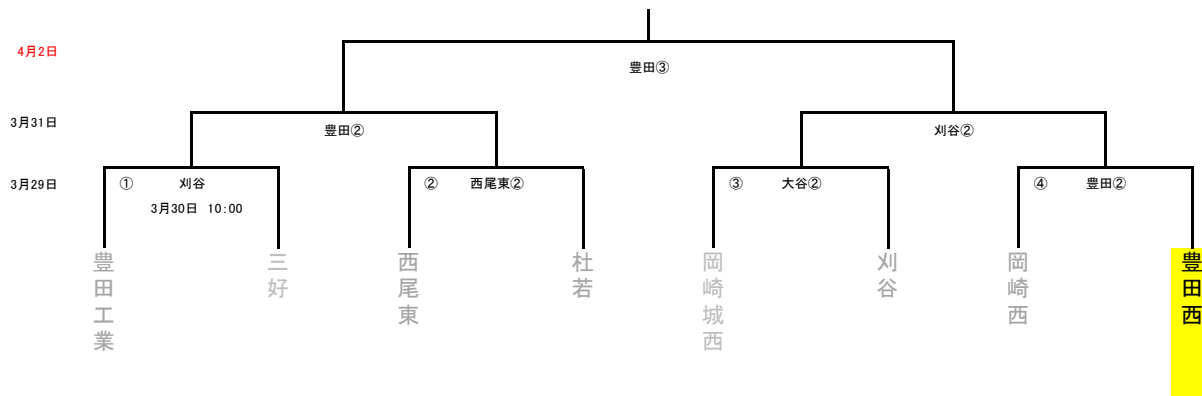 4月2日
豊田③
3月31日
豊田②
刈谷②
3月29日
① 刈谷
② 西尾東②
③ 大谷②
④ 豊田②
3月30日 10:00
豊田工業
三好
西尾東
杜若
岡崎城西
刈谷
岡崎西
豊田西